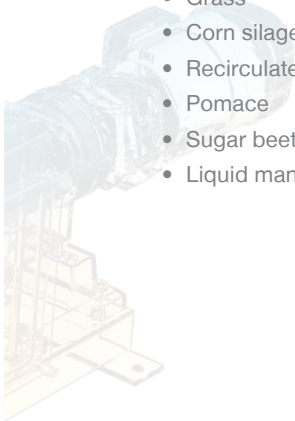 • Grass
• Corn silage
• Recirculate
• Pomace
• Sugar beet
• Liquid man